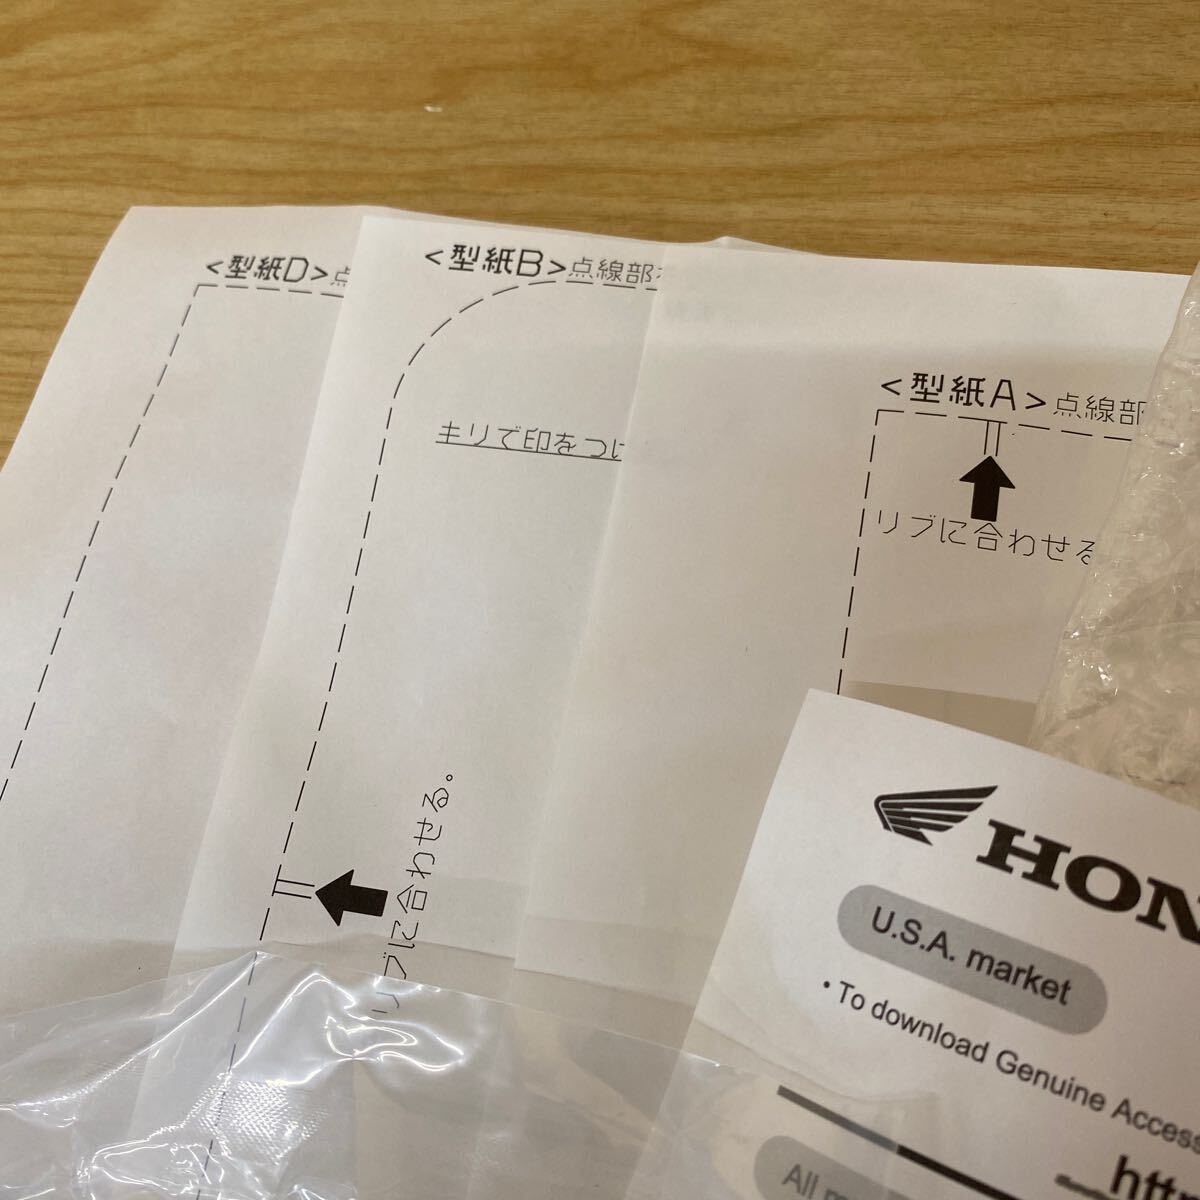 <型紙D>点
<型紙B>点線部
キリで印をつけ
リブに合わせる。
<型紙A>点線部
リブに合わせる
HON
U.S.A. market
・To download Genuine Access
htt
All m